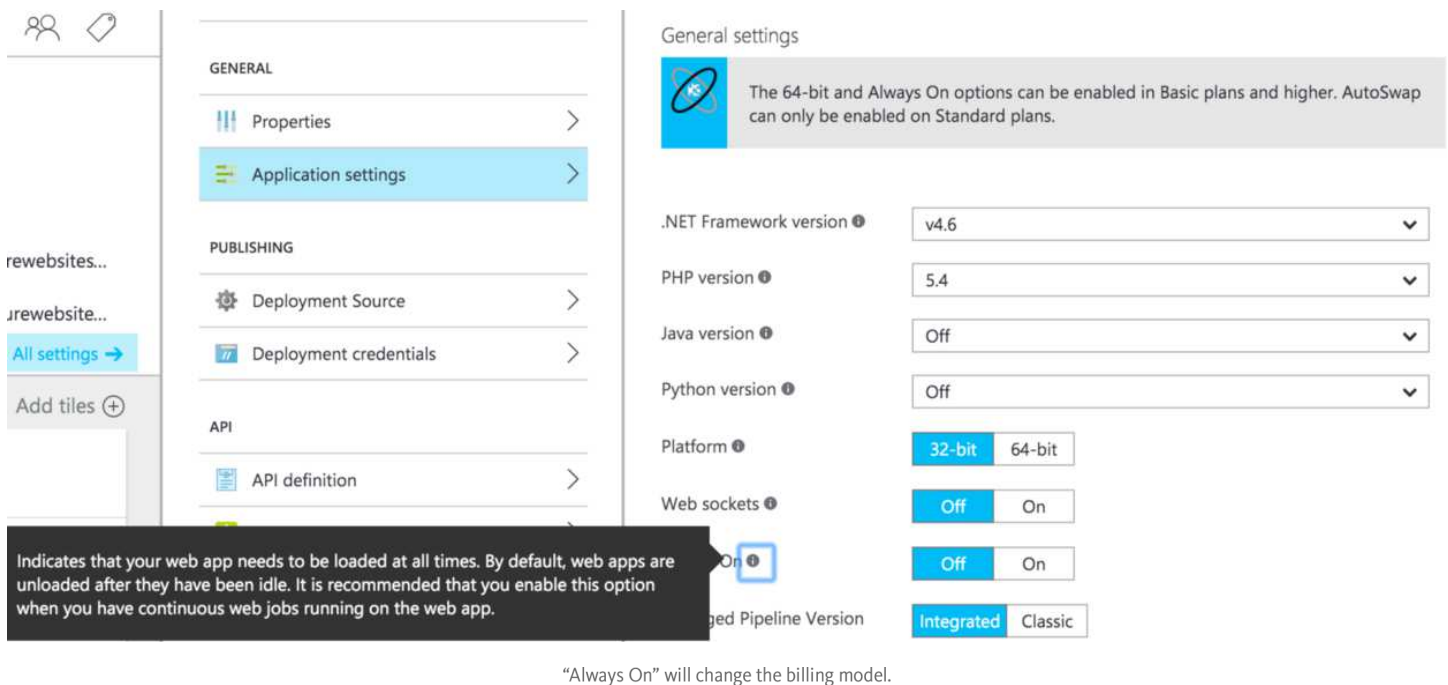 GENERAL
Properties
Application settings
PUBLISHING
Deployment Source
Deployment credentials
API
API definition
rewebsites...
urewebsite...
All settings →
Add tiles
General settings
The 64-bit and Always On options can be enabled in Basic plans and higher. AutoSwap
can only be enabled on Standard plans.
.NET Framework version v4.6
PHP version 5.4
Java version Off
Python version Off
Platform 32-bit 64-bit
Web sockets Off On
On Off On
ged Pipeline Version Integrated Classic
Indicates that your web app needs to be loaded at all times. By default, web apps are
unloaded after they have been idle. It is recommended that you enable this option
when you have continuous web jobs running on the web app.
“Always On” will change the billing model.